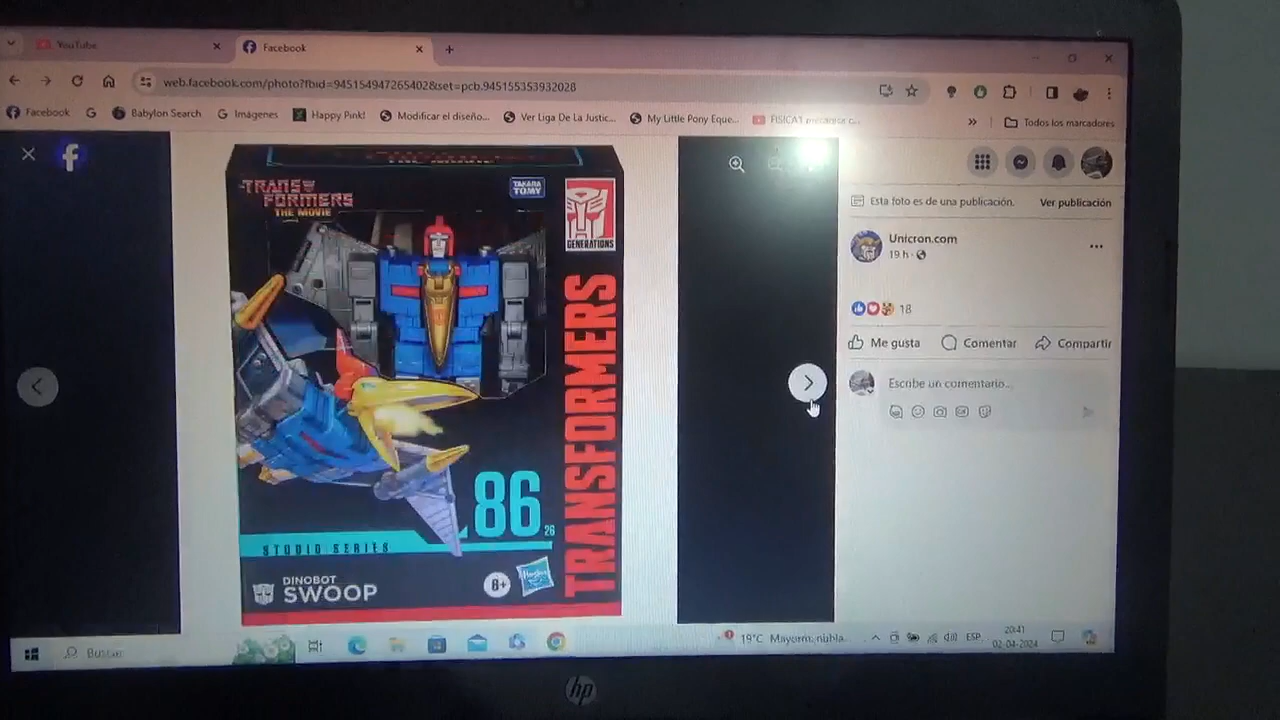 YouTube
Facebook
web.facebook.com/photo?fbid=945154947265402&set=pcb.945155353932028
Facebook
Babylon Search
Imágenes
Happy Pink!
Modificar el diseño...
Ver Liga De La Justic...
My Little Pony Eque...
FISICA1 mecanica c...
Todos los marcadores
TRANSFORMERS
THE MOVIE
TAKARA
TOMY
GENERATIONS
TRANSFORMERS
86
26
STUDIO SERIES
DINOBOT
SWOOP
8+
Hasbro
Esta foto es de una publicación.
Ver publicación
Unicron.com
19 h
18
Me gusta
Comentar
Compartir
Escribe un comentario...
Buscar
19°C Mayorm. nubla...
ESP
20:41
02-04-2024
hp